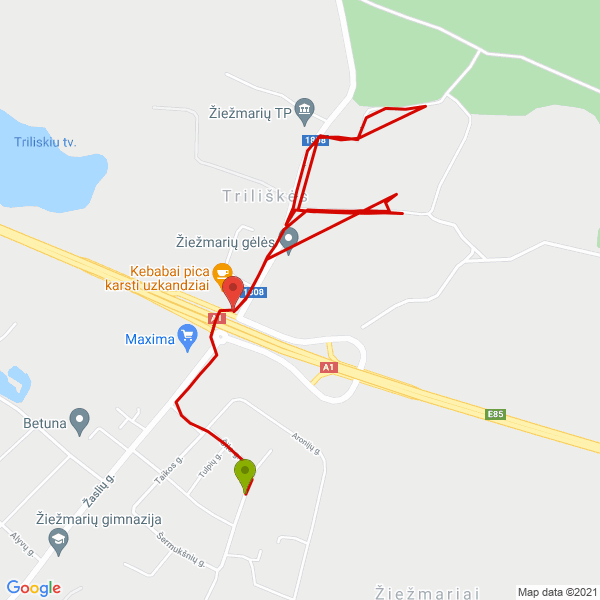 Žiežmarių TP
1808
Triliskiu tv.
Triliškės
Žiežmarių gėlės
Kebabai pica
karsti uzkandziai
1808
A1
Maxima
A1
E85
Betuna
Aronijų g.
Taikos g.
Tulpių g.
Žaslių g.
Žiežmarių gimnazija
Alyvų g.
Šermukšnių g.
Žiežmariai
Google
Map data ©2021